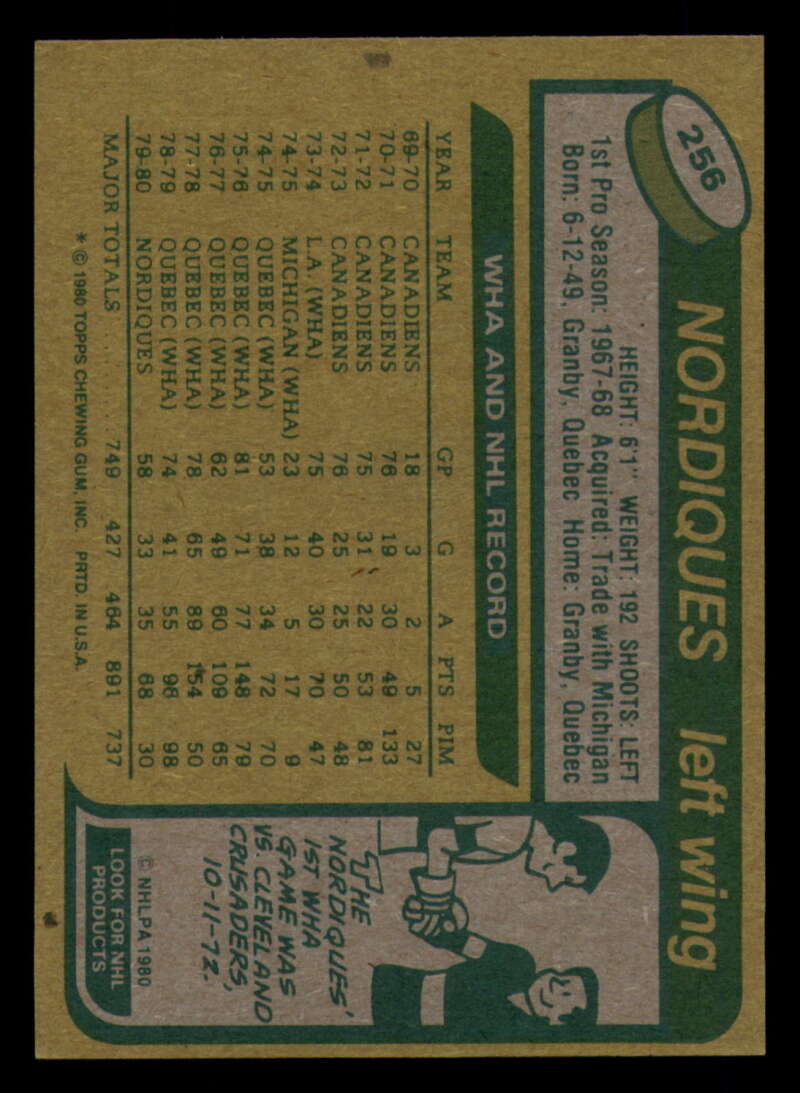 256
NORDIQUES left wing
HEIGHT: 6'1" WEIGHT: 192 SHOOTS: LEFT
1st Pro Season: 1967-68 Acquired: Trade with Michigan
Born: 6-12-49, Granby, Quebec Home: Granby, Quebec
WHA AND NHL RECORD
YEAR TEAM GP G A PTS PIM
69-70 CANADIENS 18 3 2 5 27
70-71 CANADIENS 76 19 30 49 133
71-72 CANADIENS 75 31 22 53 81
72-73 CANADIENS 76 25 25 50 48
73-74 L.A. (WHA) 75 40 30 70 47
74-75 MICHIGAN (WHA) 23 12 5 17 9
74-75 QUEBEC (WHA) 53 38 34 72 70
75-76 QUEBEC (WHA) 81 71 77 148 79
76-77 QUEBEC (WHA) 62 49 60 109 65
77-78 QUEBEC (WHA) 78 65 89 154 50
78-79 QUEBEC (WHA) 74 41 55 96 98
79-80 NORDIQUES 58 33 35 68 30
MAJOR TOTALS ........ 749 427 464 891 737
* © 1980 TOPPS CHEWING GUM, INC. PRTD. IN U.S.A.
THE
NORDIQUES'
1ST WHA
GAME WAS
VS. CLEVELAND
CRUSADERS,
10-11-72.
© NHLPA 1980
LOOK FOR NHL
PRODUCTS